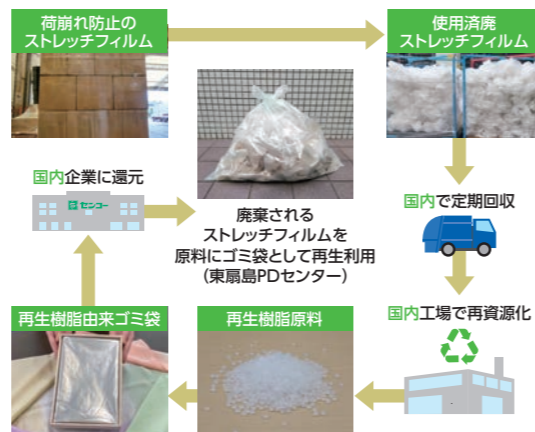 荷崩れ防止の
ストレッチフィルム
使用済廃
ストレッチフィルム
国内企業に還元
センコー
廃棄される
ストレッチフィルムを
原料にゴミ袋として再生利用
(東扇島PDセンター)
国内で定期回収
国内工場で再資源化
再生樹脂由来ゴミ袋
再生樹脂原料